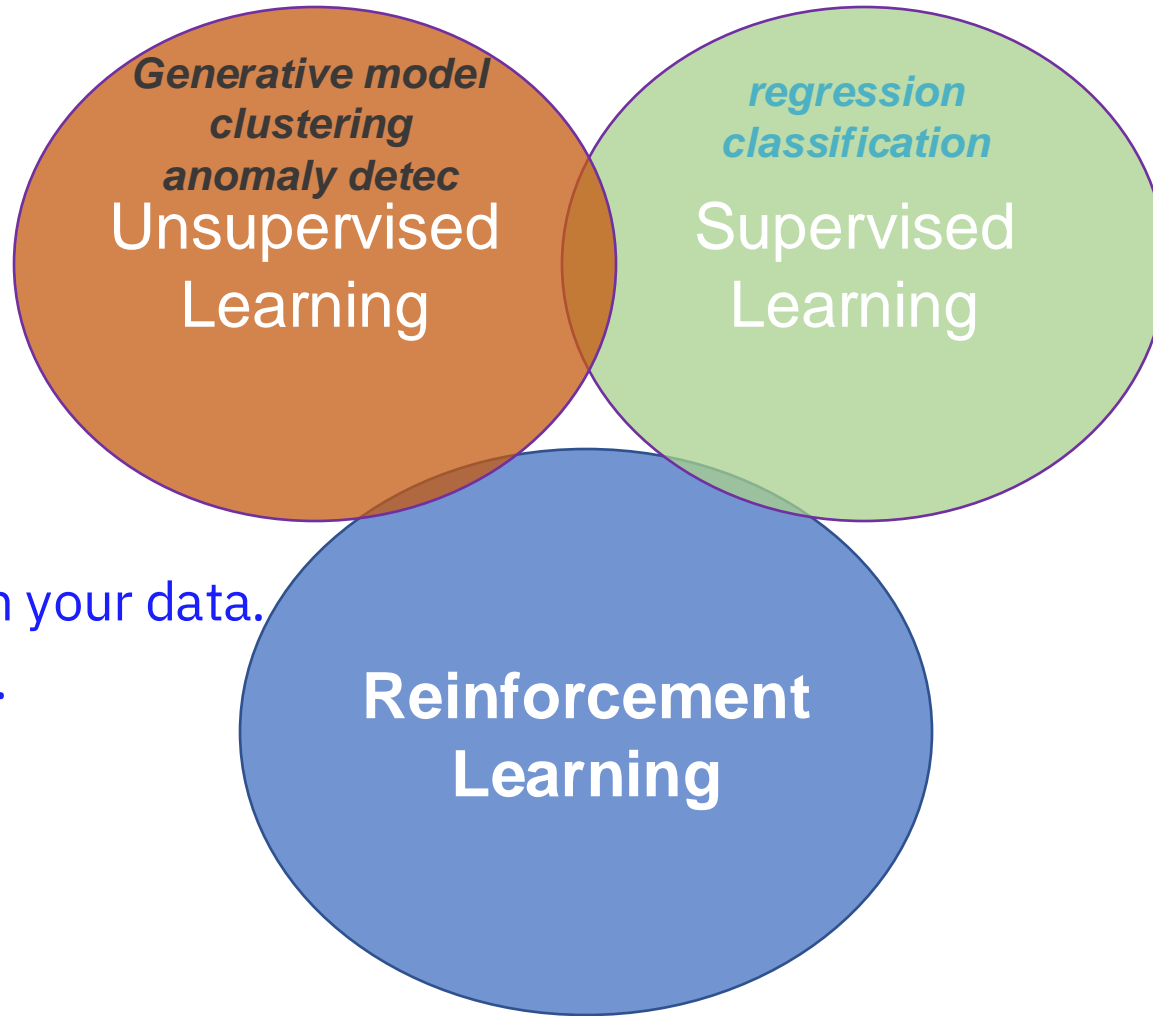 Generative model
clustering
anomaly detec
Unsupervised
Learning
regression
classification
Supervised
Learning
your data.
.
Reinforcement
Learning